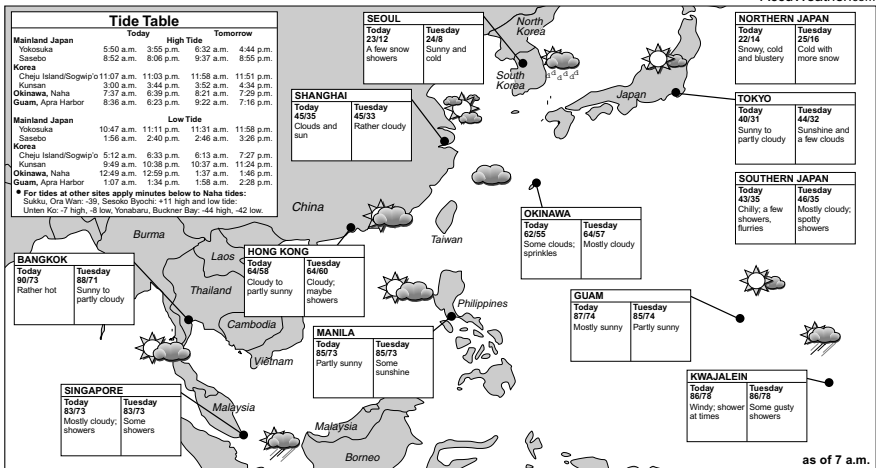 Tide Table
Today Tomorrow
Mainland Japan High Tide
Yokosuka 5:50 a.m. 3:55 p.m. 6:32 a.m. 4:44 p.m.
Sasebo 8:52 a.m. 8:06 p.m. 9:37 a.m. 8:55 p.m.
Korea
Cheju Island/Sogwip'o 11:07 a.m. 11:03 p.m. 11:58 a.m. 11:51 p.m.
Kunsan 3:00 a.m. 3:44 p.m. 3:52 a.m. 4:34 p.m.
Okinawa, Naha 7:37 a.m. 6:39 p.m. 8:21 a.m. 7:29 p.m.
Guam, Apra Harbor 8:36 a.m. 6:23 p.m. 9:22 a.m. 7:16 p.m.
Mainland Japan Low Tide
Yokosuka 10:47 a.m. 11:11 p.m. 11:31 a.m. 11:58 p.m.
Sasebo 1:56 a.m. 2:40 p.m. 2:46 a.m. 3:26 p.m.
Korea
Cheju Island/Sogwip'o 5:12 a.m. 6:33 p.m. 6:13 a.m. 7:27 p.m.
Kunsan 9:49 a.m. 10:38 p.m. 10:37 a.m. 11:24 p.m.
Okinawa, Naha 12:49 a.m. 12:59 p.m. 1:37 a.m. 1:46 p.m.
Guam, Apra Harbor 1:07 a.m. 1:34 p.m. 1:58 a.m. 2:28 p.m.
• For tides at other sites apply minutes below to Naha tides:
Sukku, Ora Wan: -39, Sesoko Byochi: +11 high and low tide:
Unten Ko: -7 high, -8 low, Yonabaru, Buckner Bay: -44 high, -42 low.
SEOUL
Today Tuesday
23/12 24/8
A few snow Sunny and
showers cold
North
Korea
South
Korea
Japan
NORTHERN JAPAN
Today Tuesday
22/14 25/16
Snowy, cold Cold with
and blustery more snow
SHANGHAI
Today Tuesday
45/35 45/33
Clouds and Rather cloudy
sun
TOKYO
Today Tuesday
40/31 44/32
Sunny to Sunshine and
partly cloudy a few clouds
SOUTHERN JAPAN
Today Tuesday
43/35 46/35
Chilly; a few Mostly cloudy;
showers, spotty
flurries showers
China
Taiwan
OKINAWA
Today Tuesday
62/55 64/57
Some clouds; Mostly cloudy
sprinkles
Burma
Laos
Thailand
Cambodia
Vietnam
BANGKOK
Today Tuesday
90/73 88/71
Rather hot Sunny to
partly cloudy
HONG KONG
Today Tuesday
64/58 64/60
Cloudy to Cloudy;
partly sunny maybe
showers
Philippines
GUAM
Today Tuesday
87/74 85/74
Mostly sunny Partly sunny
MANILA
Today Tuesday
85/73 85/73
Partly sunny Some
sunshine
SINGAPORE
Today Tuesday
83/73 83/73
Mostly cloudy; Some
showers showers
Malaysia
Malaysia
Borneo
KWAJALEIN
Today Tuesday
86/78 86/78
Windy; shower Some gusty
at times showers
as of 7 a.m.